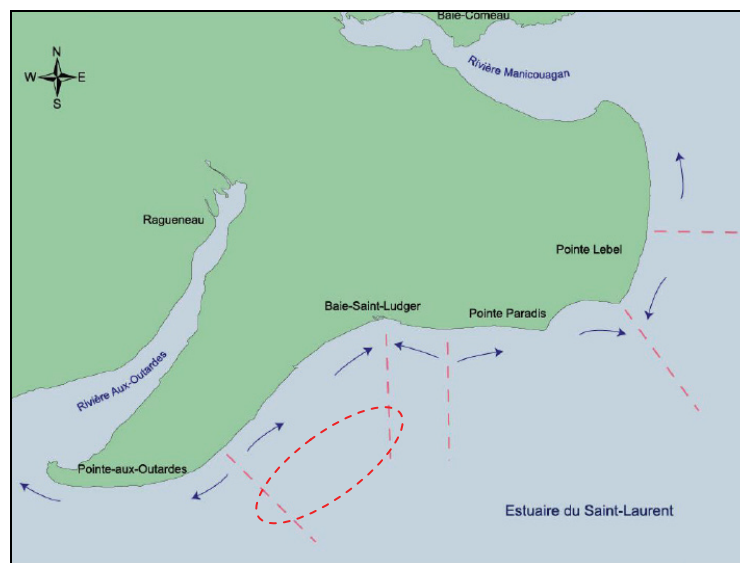 Baie-Comeau
N
W E
S
Rivière Manicouagan
Ragueneau
Pointe Lebel
Baie-Saint-Ludger
Pointe Paradis
Rivière Aux-Outardes
Pointe-aux-Outardes
Estuaire du Saint-Laurent